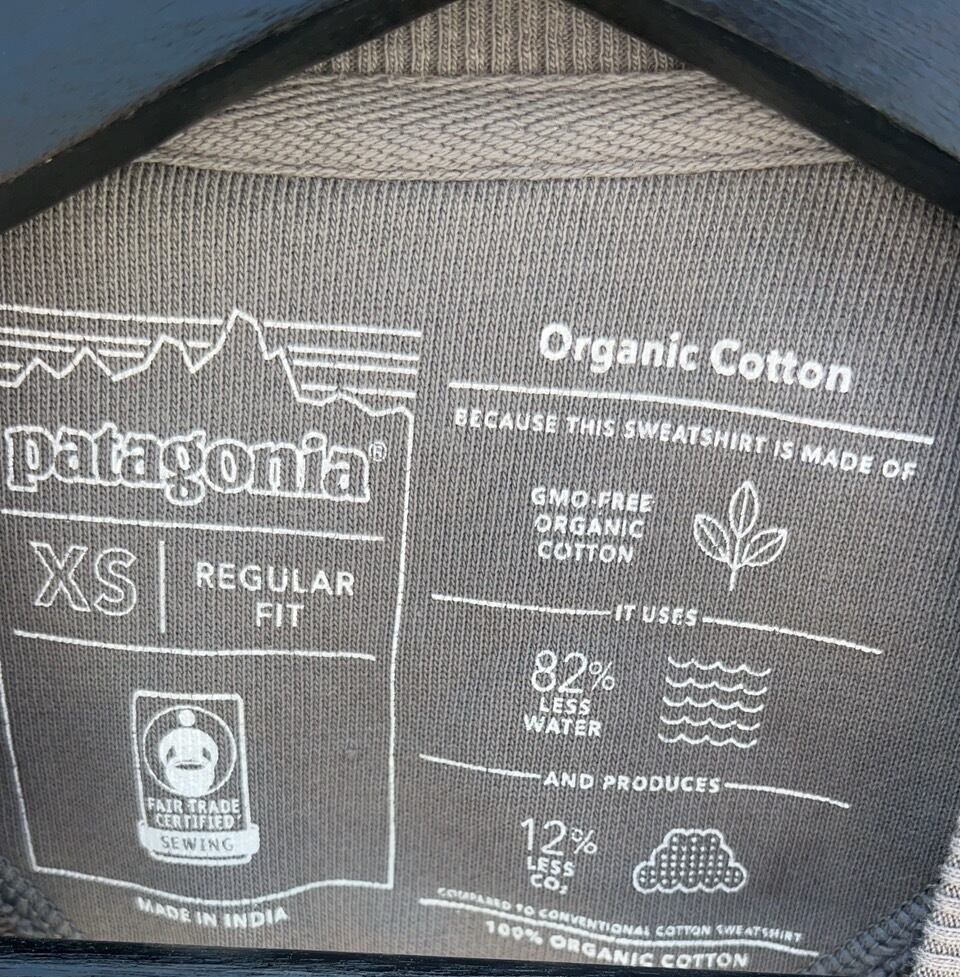 patagonia®
XS
REGULAR
FIT
FAIR TRADE
CERTIFIED
SEWING
MADE IN INDIA
Organic Cotton
BECAUSE THIS SWEATSHIRT IS MADE OF
GMO-FREE
ORGANIC
COTTON
IT USES
82%
LESS
WATER
AND PRODUCES
12%
LESS
CO₂
COMPARED TO CONVENTIONAL COTTON SWEATSHIRT
100% ORGANIC COTTON